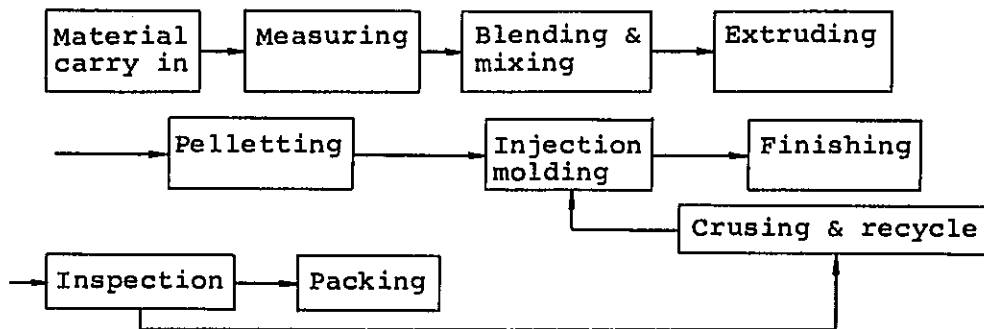 Material
carry in
Measuring
Blending &
mixing
Extruding
Pelletting
Injection
molding
Finishing
Crusing & recycle
Inspection
Packing